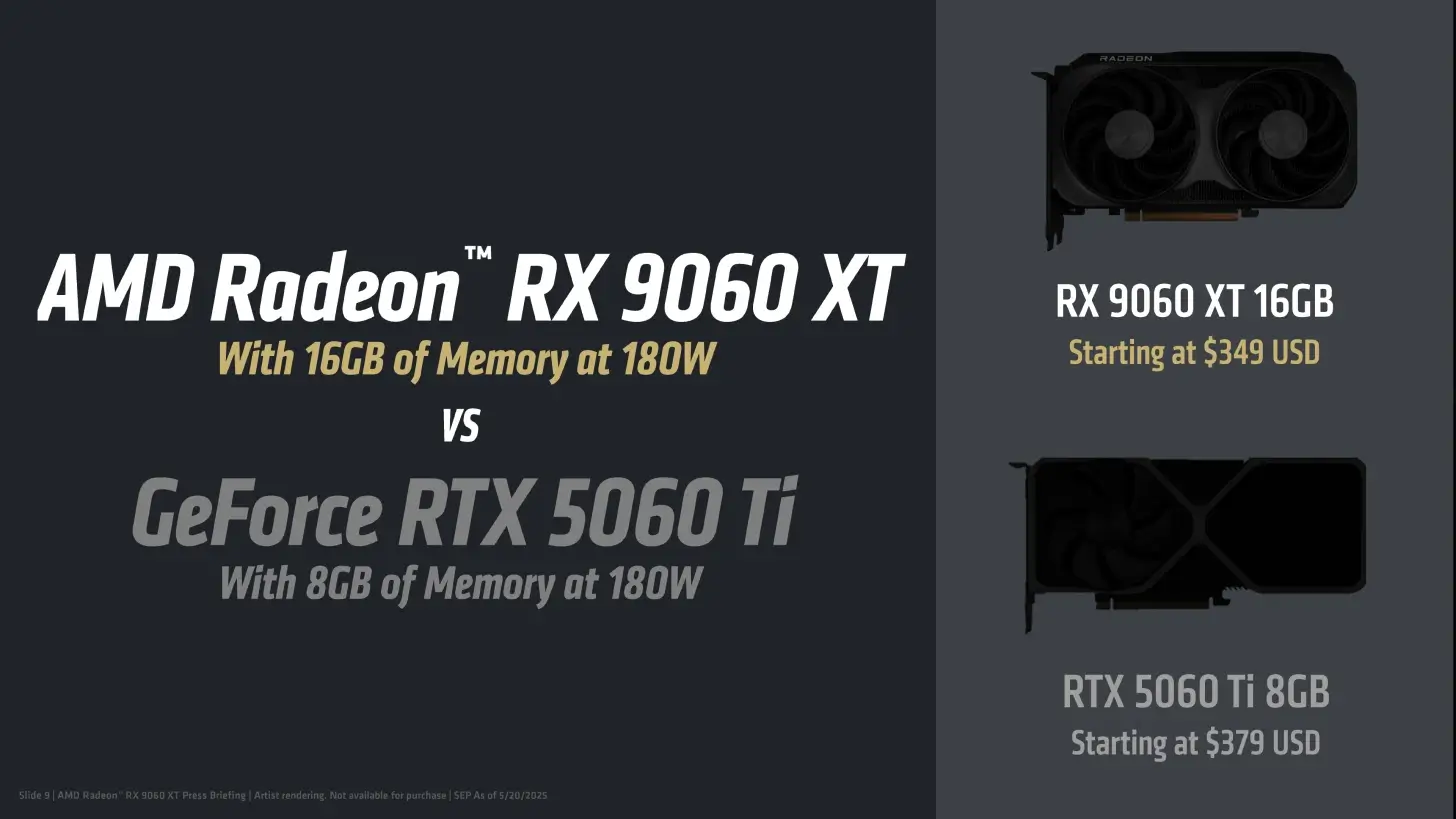 AMD Radeon™ RX 9060 XT
With 16GB of Memory at 180W
VS
GeForce RTX 5060 Ti
With 8GB of Memory at 180W
RADEON
RX 9060 XT 16GB
Starting at $349 USD
RTX 5060 Ti 8GB
Starting at $379 USD
Slide 9 | AMD Radeon™ RX 9060 XT Press Briefing | Artist rendering. Not available for purchase | SEP As of 5/20/2025